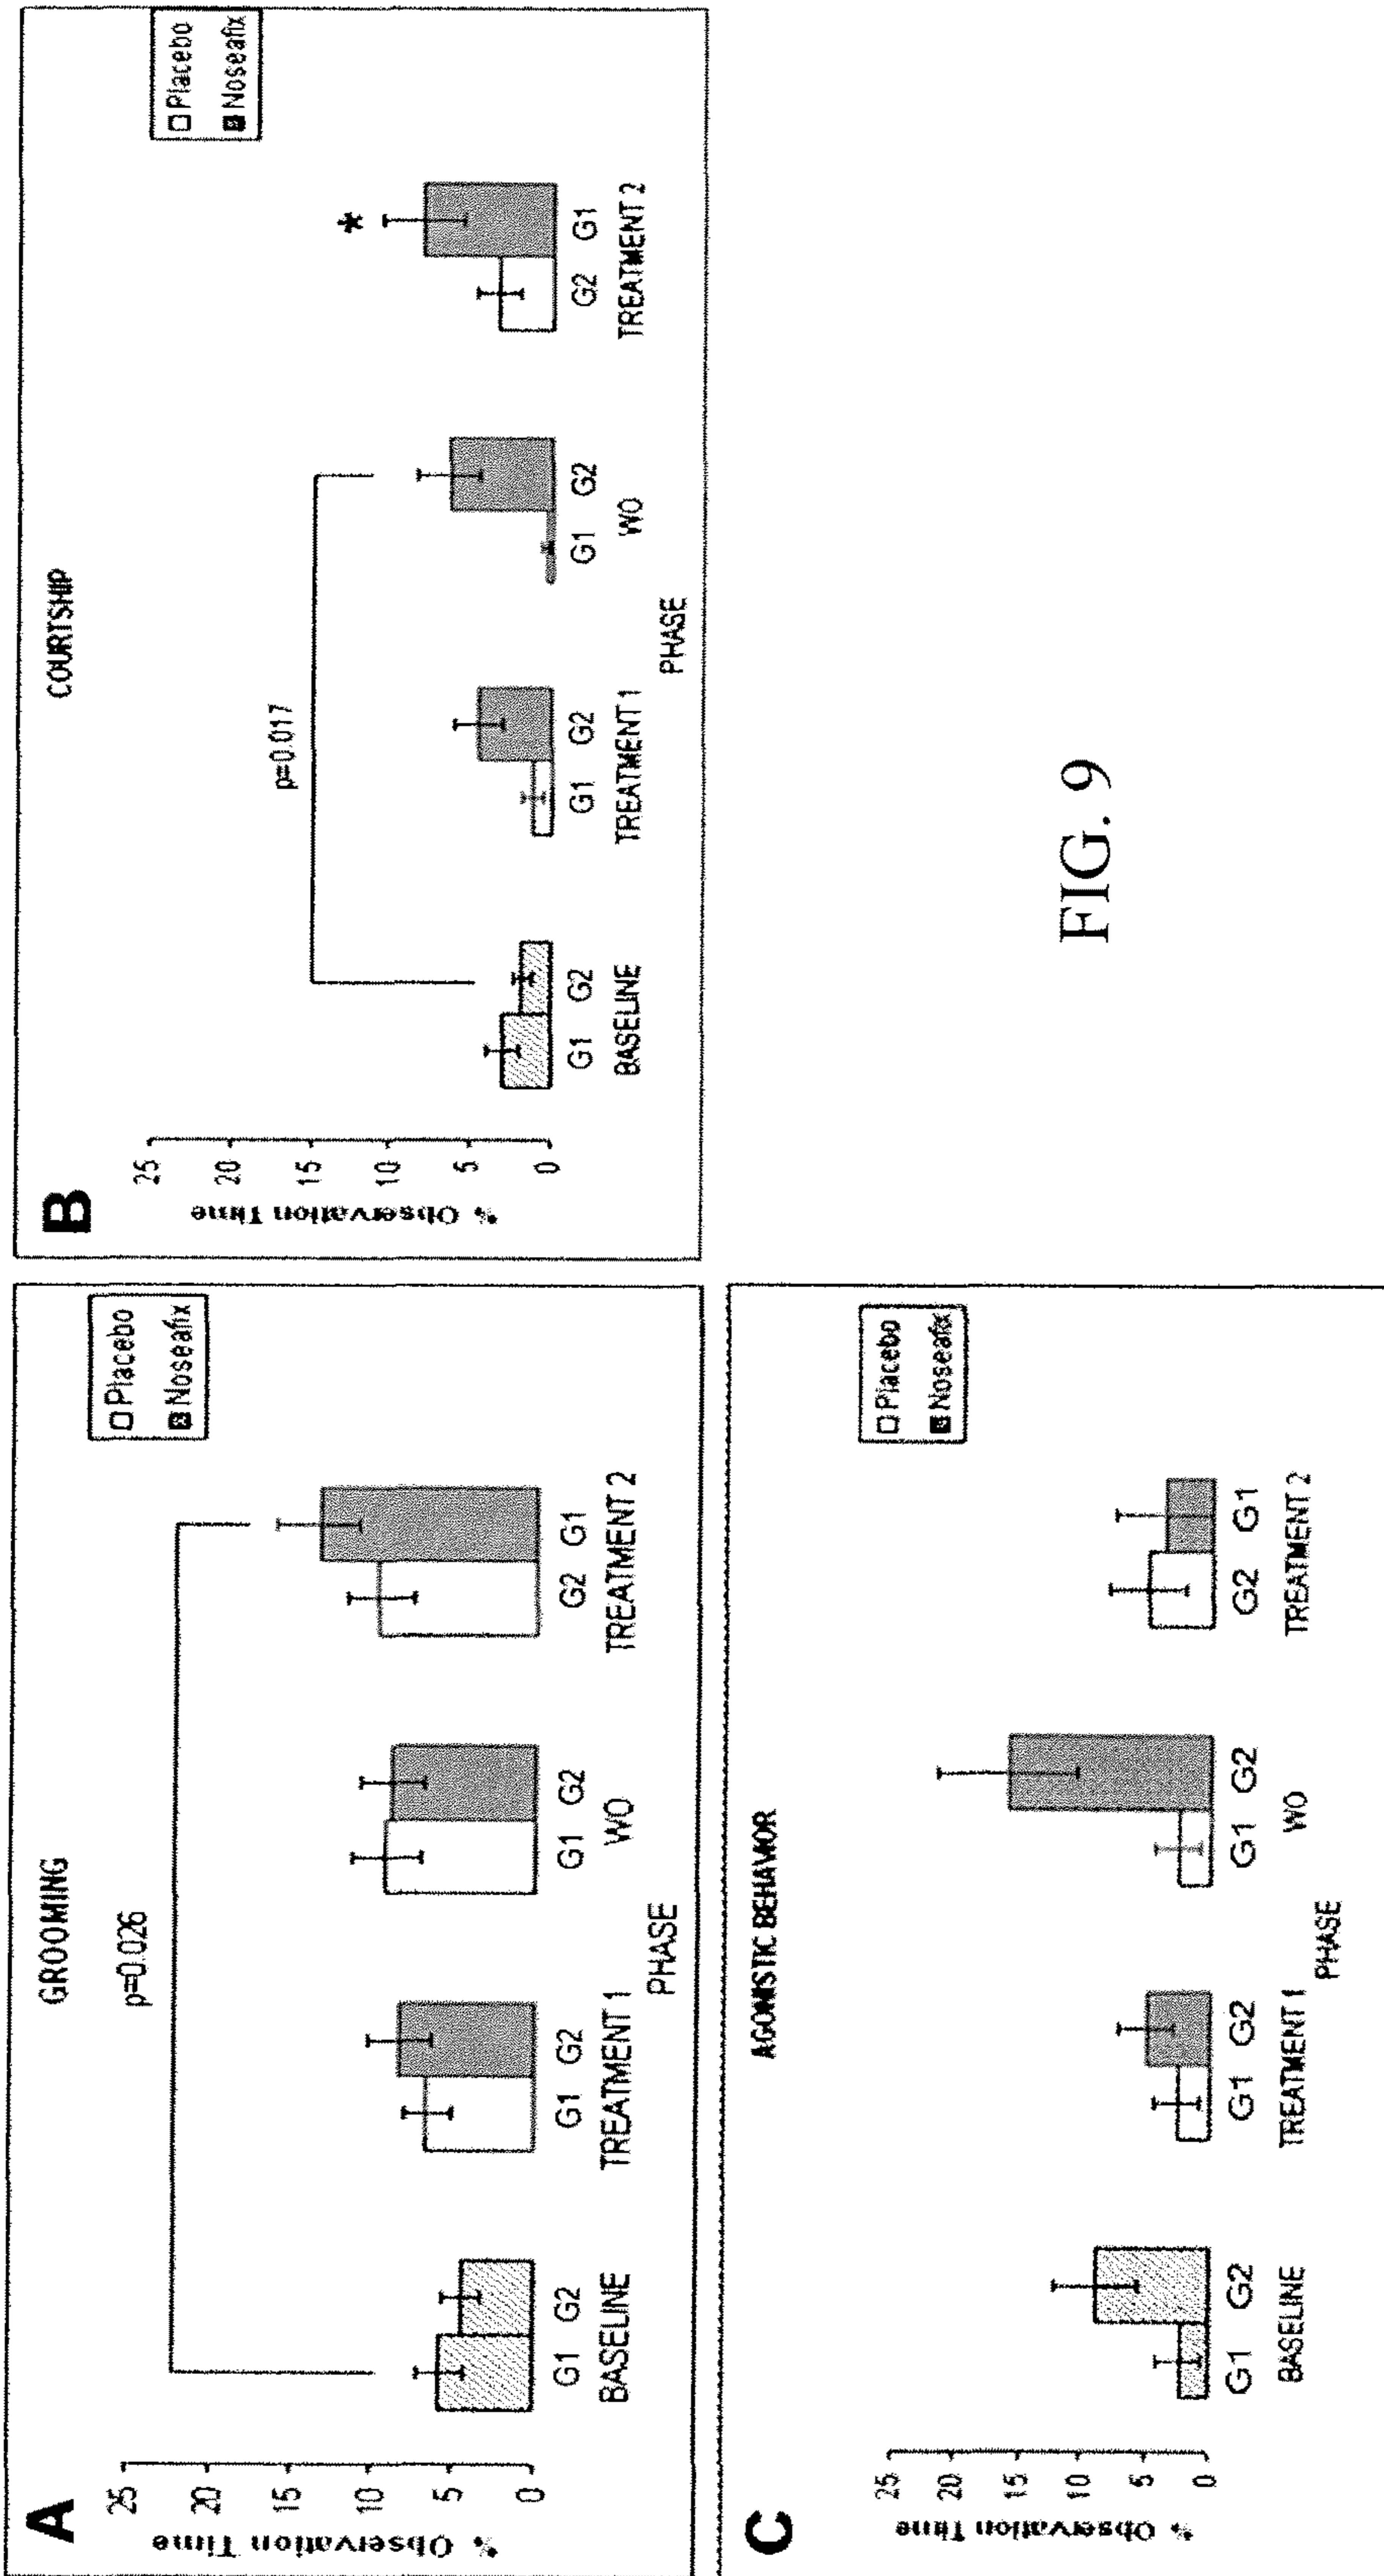 A
GROOMING
p=0.026
Placebo
Noseafix
% Observation Time
25
20
15
10
5
0
G1 G2 G1 G2 G1 G2 G2 G1
BASELINE TREATMENT 1 WO TREATMENT 2
PHASE
B
COURTSHIP
p=0.017
*
Placebo
Noseafix
% Observation Time
25
20
15
10
5
0
G1 G2 G1 G2 G1 G2 G2 G1
BASELINE TREATMENT 1 WO TREATMENT 2
PHASE
C
AGONISTIC BEHAVIOR
Placebo
Noseafix
% Observation Time
25
20
15
10
5
0
G1 G2 G1 G2 G1 G2 G2 G1
BASELINE TREATMENT 1 WO TREATMENT 2
PHASE
FIG. 9